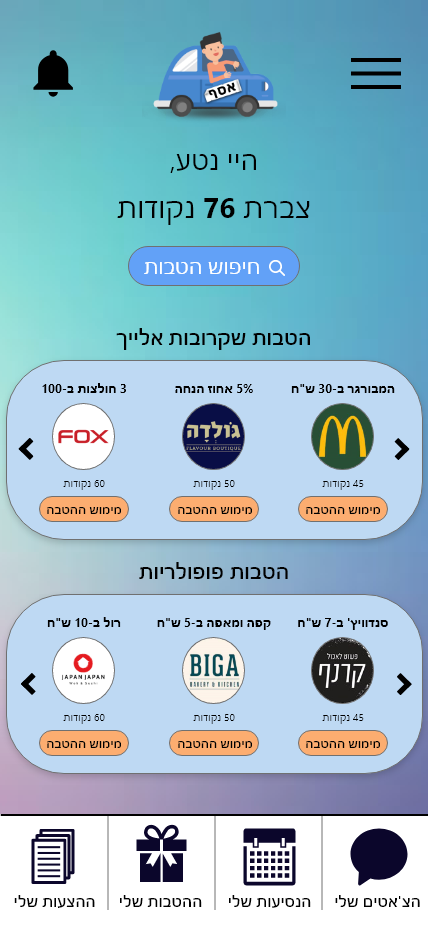 אסף
היי נטע,
צברת 76 נקודות
חיפוש הטבות
הטבות שקרובות אלייך
המבורגר ב-30 ש"ח
5% אחוז הנחה
3 חולצות ב-100
גולדה
FLAVOUR BOUTIQUE
FOX
45 נקודות
50 נקודות
60 נקודות
מימוש ההטבה
מימוש ההטבה
מימוש ההטבה
הטבות פופולריות
סנדוויץ' ב-7 ש"ח
קפה ומאפה ב-5 ש"ח
רול ב-10 ש"ח
פשוט לאכול
קרנף
BIGA
BAKERY & KITCHEN
JAPAN JAPAN
Wok & Sushi
45 נקודות
50 נקודות
60 נקודות
מימוש ההטבה
מימוש ההטבה
מימוש ההטבה
הצ'אטים שלי
הנסיעות שלי
ההטבות שלי
ההצעות שלי